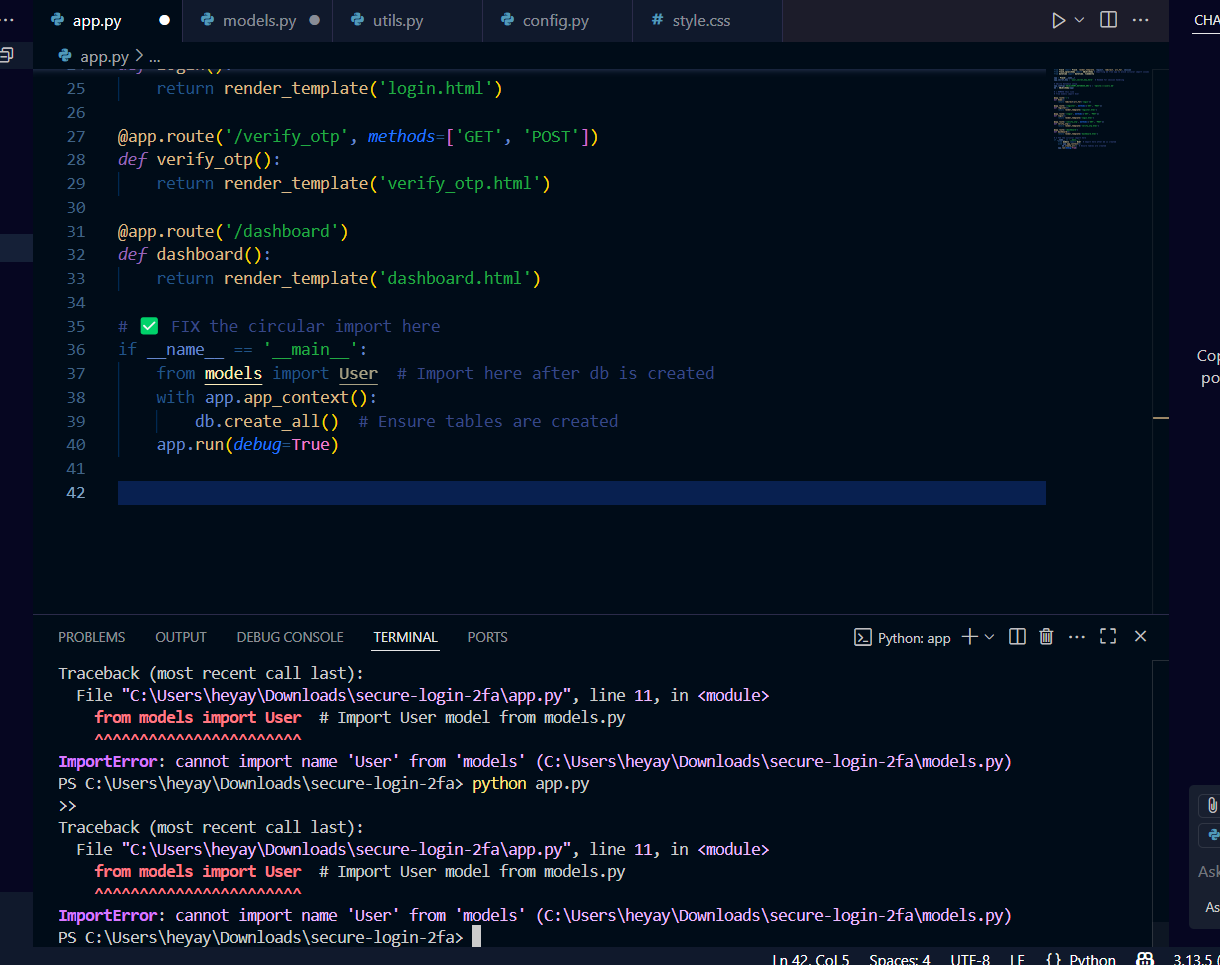 app.py
models.py
utils.py
config.py
# style.css
CHA
app.py > ...
25 return render_template('login.html')
26
27 @app.route('/verify_otp', methods=['GET', 'POST'])
28 def verify_otp():
29 return render_template('verify_otp.html')
30
31 @app.route('/dashboard')
32 def dashboard():
33 return render_template('dashboard.html')
34
35 # ✅ FIX the circular import here
36 if __name__ == '__main__':
37 from models import User # Import here after db is created
38 with app.app_context():
39 db.create_all() # Ensure tables are created
40 app.run(debug=True)
41
42
Cop
po
PROBLEMS OUTPUT DEBUG CONSOLE TERMINAL PORTS
Python: app
Traceback (most recent call last):
File "C:\Users\heyay\Downloads\secure-login-2fa\app.py", line 11, in <module>
from models import User # Import User model from models.py
^^^^^^^^^^^^^^^^^^^^^^^
ImportError: cannot import name 'User' from 'models' (C:\Users\heyay\Downloads\secure-login-2fa\models.py)
PS C:\Users\heyay\Downloads\secure-login-2fa> python app.py
>>
Traceback (most recent call last):
File "C:\Users\heyay\Downloads\secure-login-2fa\app.py", line 11, in <module>
from models import User # Import User model from models.py
^^^^^^^^^^^^^^^^^^^^^^^
ImportError: cannot import name 'User' from 'models' (C:\Users\heyay\Downloads\secure-login-2fa\models.py)
PS C:\Users\heyay\Downloads\secure-login-2fa>
Ask
As
Ln 42, Col 5 Spaces: 4 UTF-8 LF {} Python 3.13.5 (